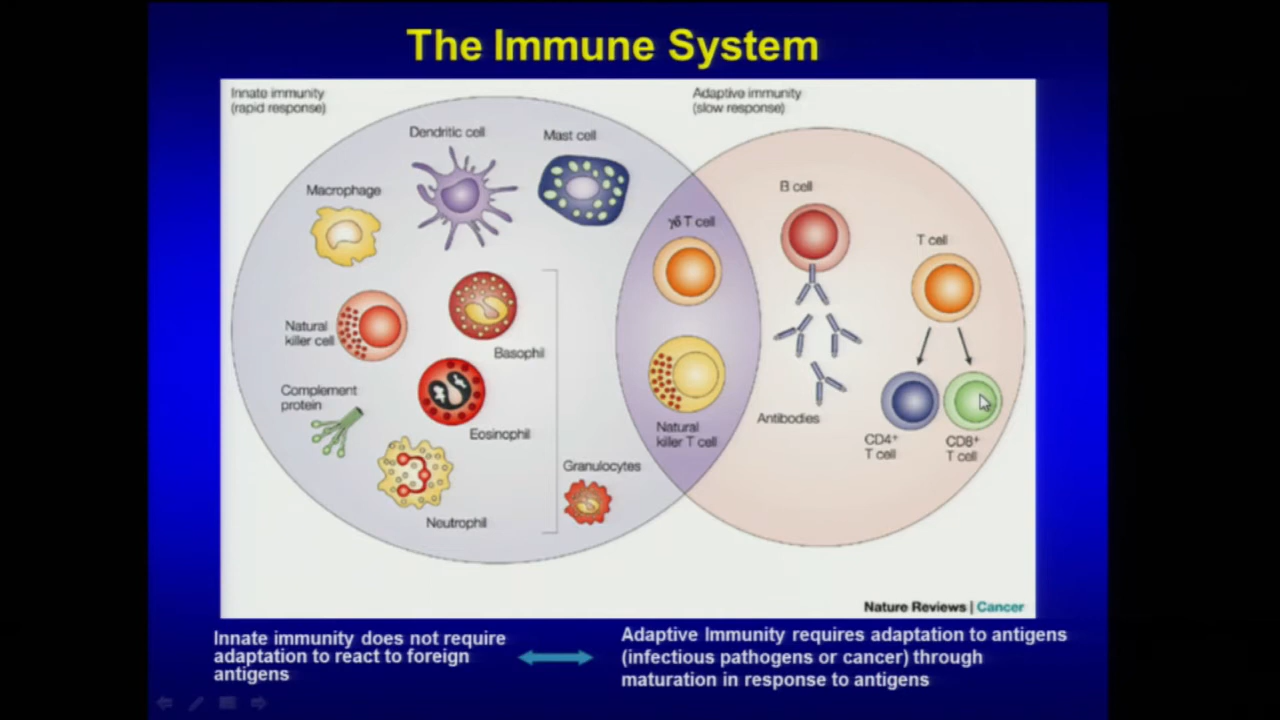 The Immune System
Innate immunity
(rapid response)
Adaptive immunity
(slow response)
Dendritic cell
Mast cell
Macrophage
B cell
γδ T cell
T cell
Natural
killer cell
Basophil
Complement
protein
Eosinophil
Antibodies
Natural
killer T cell
CD4+
T cell
CD8+
T cell
Granulocytes
Neutrophil
Nature Reviews | Cancer
Innate immunity does not require
adaptation to react to foreign
antigens
Adaptive Immunity requires adaptation to antigens
(infectious pathogens or cancer) through
maturation in response to antigens